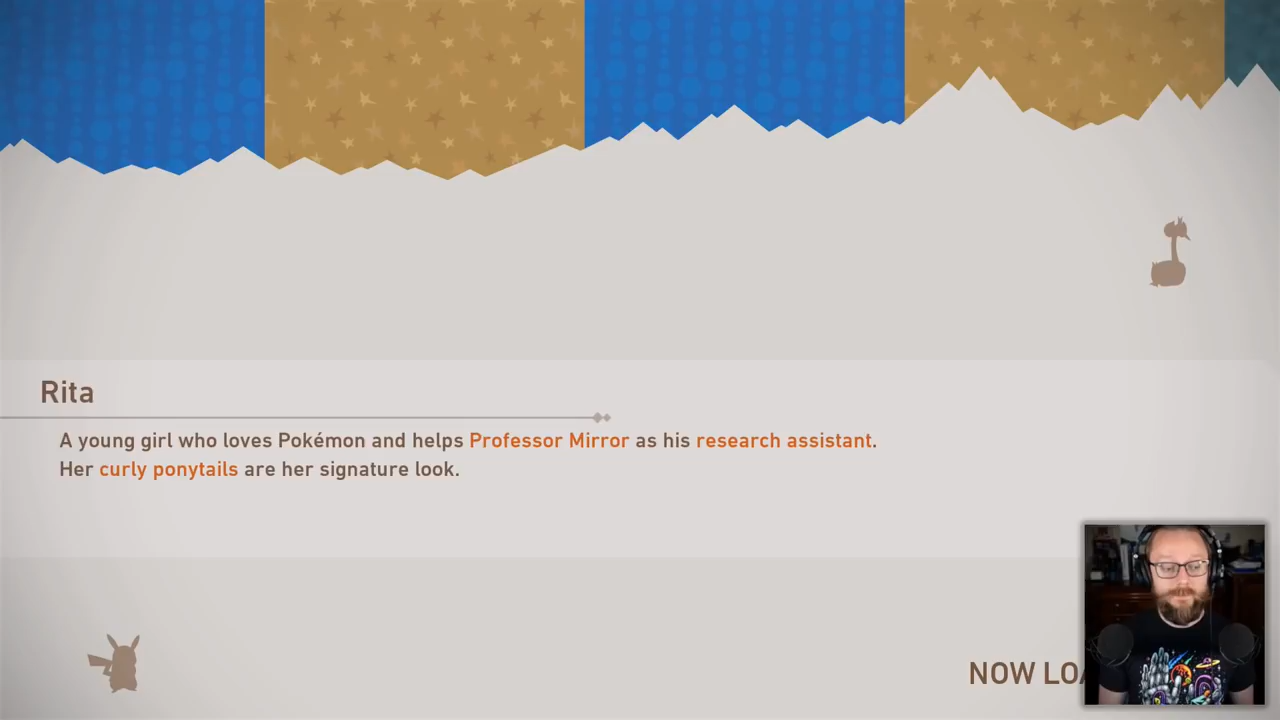 Rita
A young girl who loves Pokémon and helps Professor Mirror as his research assistant.
Her curly ponytails are her signature look.
NOW